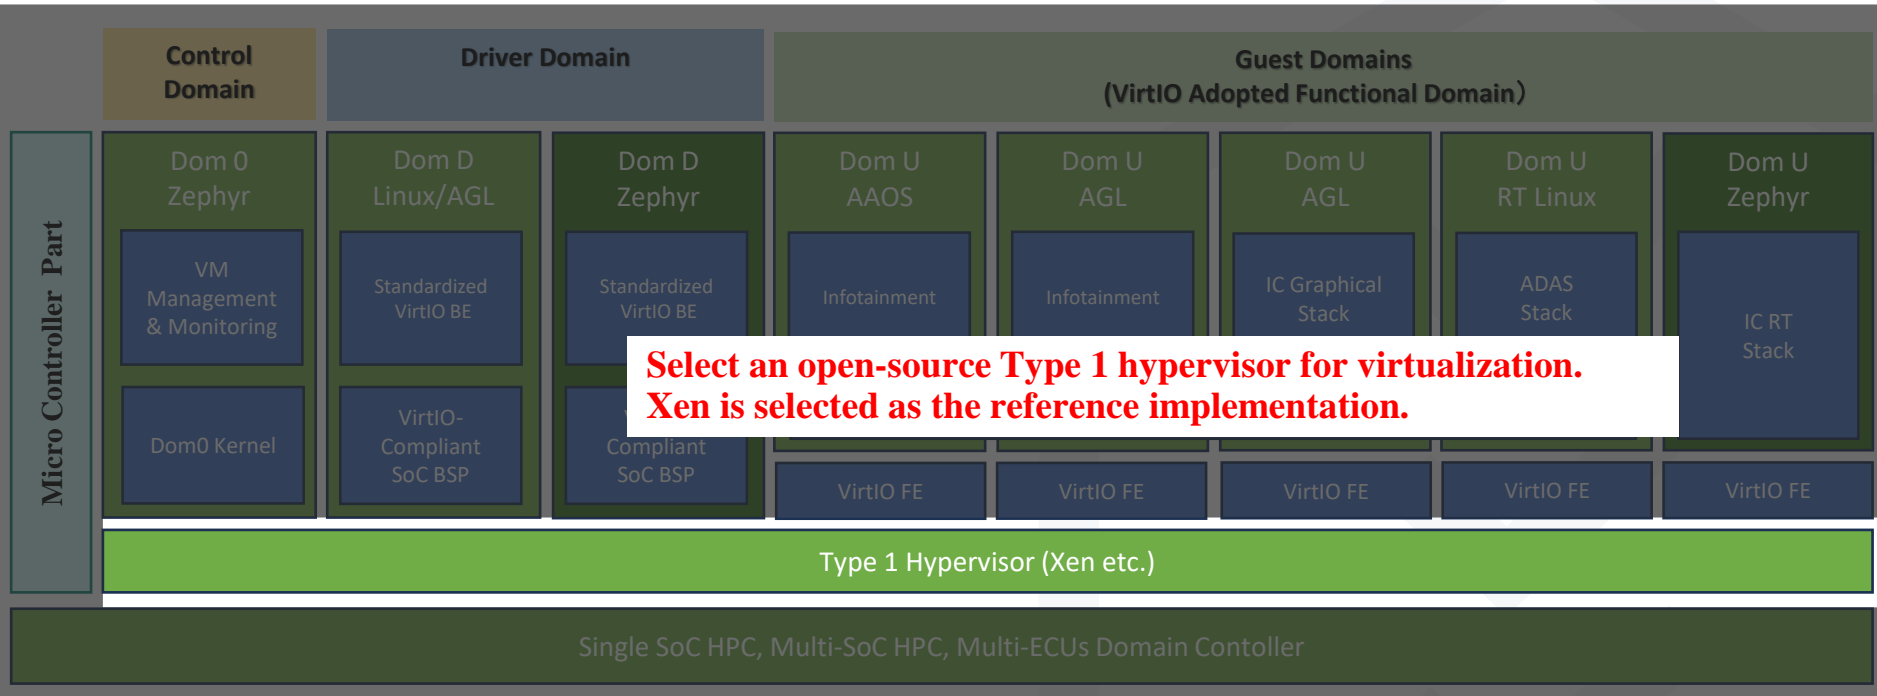 Control
Domain
Driver Domain
Guest Domains
(VirtIO Adopted Functional Domain）
Micro Controller Part
Dom 0
Zephyr
VM
Management
& Monitoring
Dom0 Kernel
Dom D
Linux/AGL
Standardized
VirtIO BE
VirtIO-
Compliant
SoC BSP
Dom D
Zephyr
Standardized
VirtIO BE
Compliant
SoC BSP
Dom U
AAOS
Infotainment
VirtIO FE
Dom U
AGL
Infotainment
VirtIO FE
Dom U
AGL
IC Graphical
Stack
VirtIO FE
Dom U
RT Linux
ADAS
Stack
VirtIO FE
Dom U
Zephyr
IC RT
Stack
VirtIO FE
Select an open-source Type 1 hypervisor for virtualization.
Xen is selected as the reference implementation.
Type 1 Hypervisor (Xen etc.)
Single SoC HPC, Multi-SoC HPC, Multi-ECUs Domain Contoller